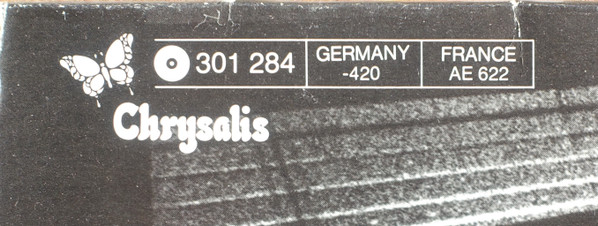 301 284
GERMANY
-420
FRANCE
AE 622
Chrysalis